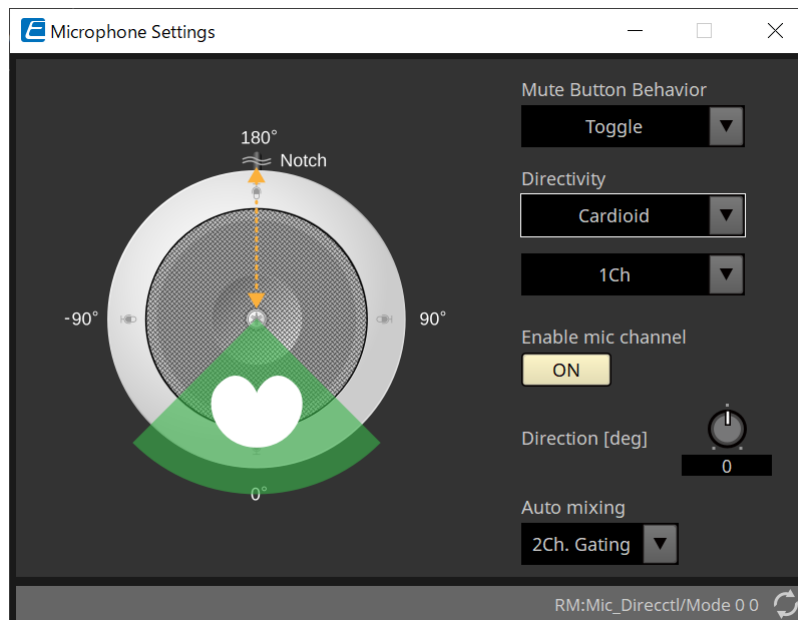 Microphone Settings
Mute Button Behavior
Toggle
180°
Notch
Directivity
Cardioid
1Ch
-90°
90°
Enable mic channel
ON
Direction [deg]
0
0°
Auto mixing
2Ch. Gating
RM:Mic_Direcctl/Mode 0 0